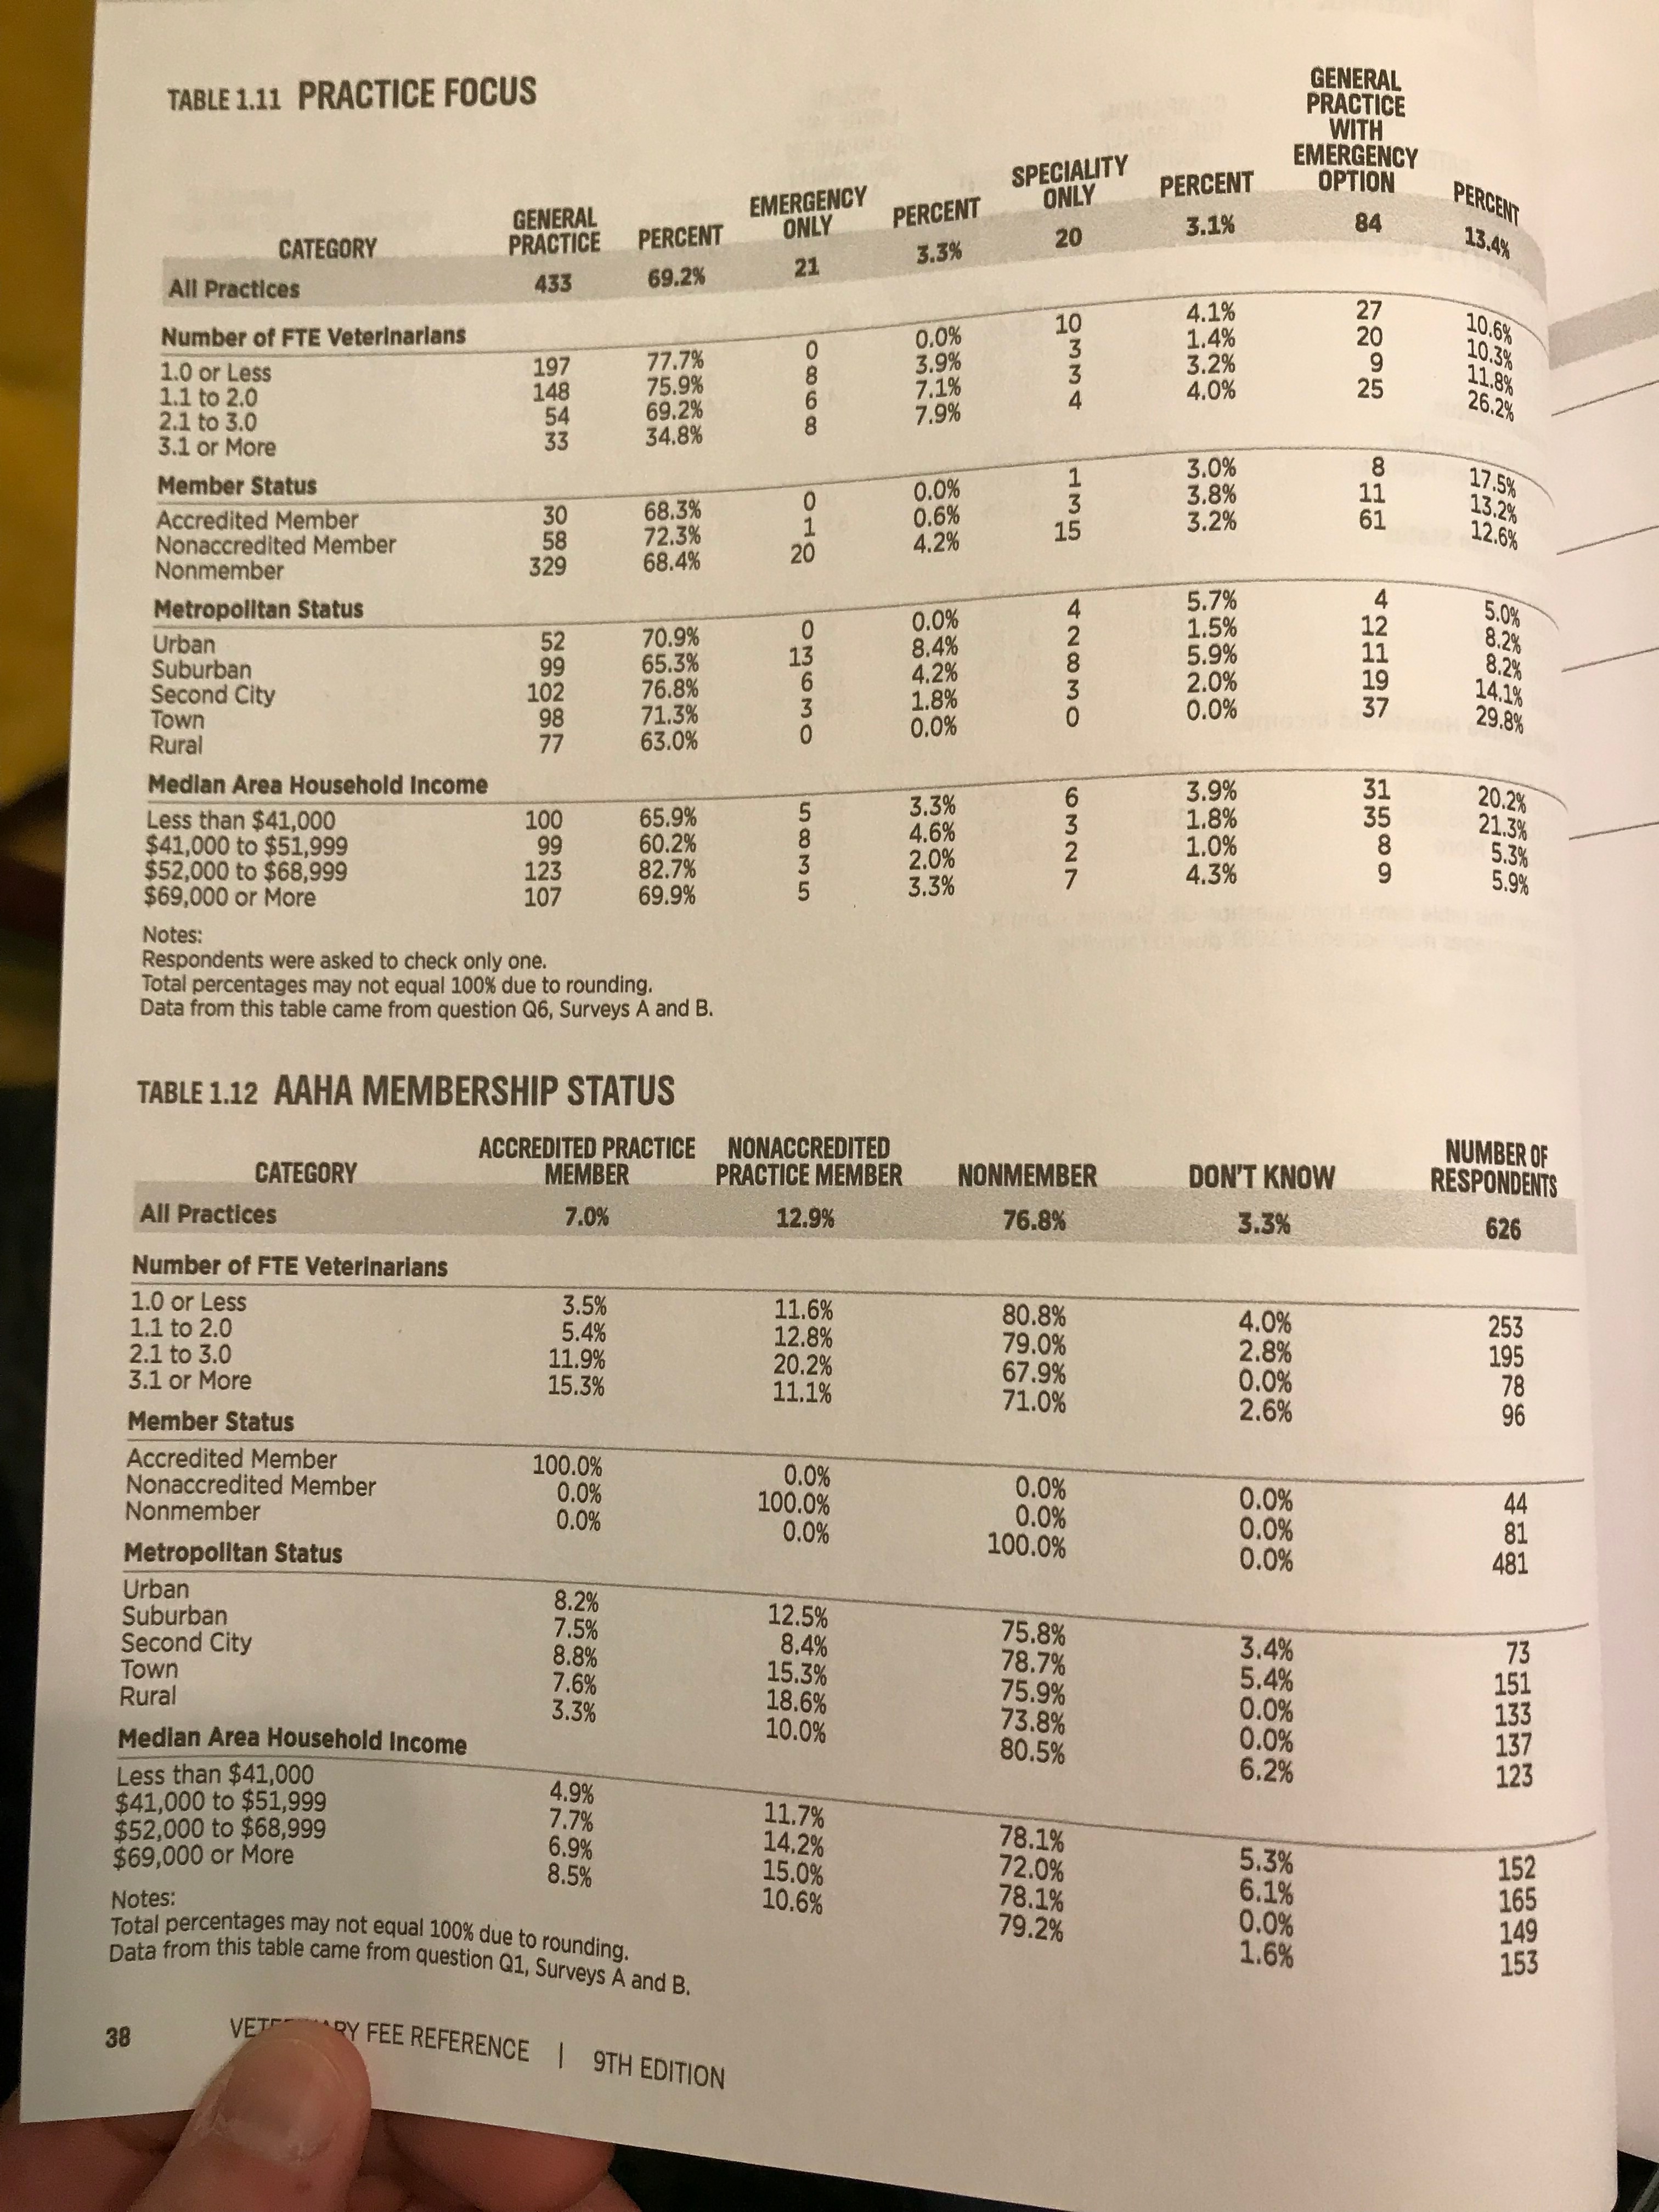 TABLE 1.11 PRACTICE FOCUS
CATEGORY GENERAL PRACTICE PERCENT EMERGENCY ONLY PERCENT SPECIALITY ONLY PERCENT GENERAL PRACTICE WITH EMERGENCY OPTION PERCENT
All Practices 433 69.2% 21 3.3% 20 3.1% 84 13.4%
Number of FTE Veterinarians
1.0 or Less 197 77.7% 0 0.0% 10 4.1% 27 10.6%
1.1 to 2.0 148 75.9% 8 3.9% 3 1.4% 20 10.3%
2.1 to 3.0 54 69.2% 6 7.1% 3 3.2% 9 11.8%
3.1 or More 33 34.8% 8 7.9% 4 4.0% 25 26.2%
Member Status
Accredited Member 30 68.3% 0 0.0% 1 3.0% 8 17.5%
Nonaccredited Member 58 72.3% 1 0.6% 3 3.8% 11 13.2%
Nonmember 329 68.4% 20 4.2% 15 3.2% 61 12.6%
Metropolitan Status
Urban 52 70.9% 0 0.0% 4 5.7% 4 5.0%
Suburban 99 65.3% 13 8.4% 2 1.5% 12 8.2%
Second City 102 76.8% 6 4.2% 8 5.9% 11 8.2%
Town 98 71.3% 3 1.8% 3 2.0% 19 14.1%
Rural 77 63.0% 0 0.0% 0 0.0% 37 29.8%
Median Area Household Income
Less than $41,000 100 65.9% 5 3.3% 6 3.9% 31 20.2%
$41,000 to $51,999 99 60.2% 8 4.6% 3 1.8% 35 21.3%
$52,000 to $68,999 123 82.7% 3 2.0% 2 1.0% 8 5.3%
$69,000 or More 107 69.9% 5 3.3% 7 4.3% 9 5.9%
Notes:
Respondents were asked to check only one.
Total percentages may not equal 100% due to rounding.
Data from this table came from question Q6, Surveys A and B.
TABLE 1.12 AAHA MEMBERSHIP STATUS
CATEGORY ACCREDITED PRACTICE MEMBER NONACCREDITED PRACTICE MEMBER NONMEMBER DON'T KNOW NUMBER OF RESPONDENTS
All Practices 7.0% 12.9% 76.8% 3.3% 626
Number of FTE Veterinarians
1.0 or Less 3.5% 11.6% 80.8% 4.0% 253
1.1 to 2.0 5.4% 12.8% 79.0% 2.8% 195
2.1 to 3.0 11.9% 20.2% 67.9% 0.0% 78
3.1 or More 15.3% 11.1% 71.0% 2.6% 96
Member Status
Accredited Member 100.0% 0.0% 0.0% 0.0% 44
Nonaccredited Member 0.0% 100.0% 0.0% 0.0% 81
Nonmember 0.0% 0.0% 100.0% 0.0% 481
Metropolitan Status
Urban 8.2% 12.5% 75.8% 3.4% 73
Suburban 7.5% 8.4% 78.7% 5.4% 151
Second City 8.8% 15.3% 75.9% 0.0% 133
Town 7.6% 18.6% 73.8% 0.0% 137
Rural 3.3% 10.0% 80.5% 6.2% 123
Median Area Household Income
Less than $41,000 4.9% 11.7% 78.1% 5.3% 152
$41,000 to $51,999 7.7% 14.2% 72.0% 6.1% 165
$52,000 to $68,999 6.9% 15.0% 78.1% 0.0% 149
$69,000 or More 8.5% 10.6% 79.2% 1.6% 153
Notes:
Total percentages may not equal 100% due to rounding.
Data from this table came from question Q1, Surveys A and B.
38 FEE REFERENCE | 9TH EDITION